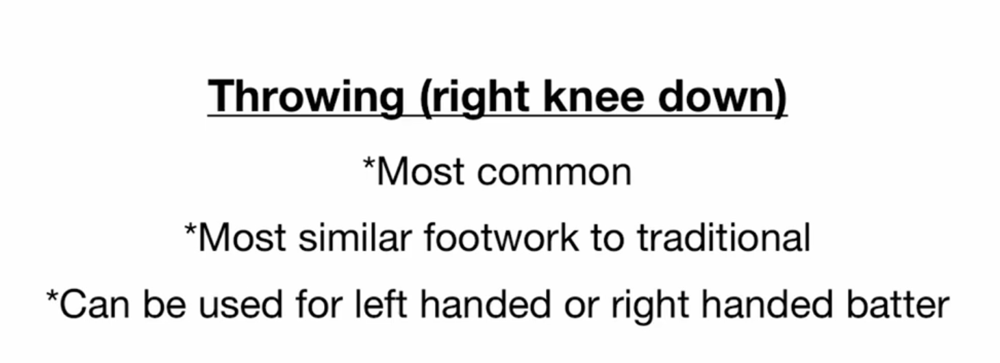 Throwing (right knee down)
*Most common
*Most similar footwork to traditional
*Can be used for left handed or right handed batter